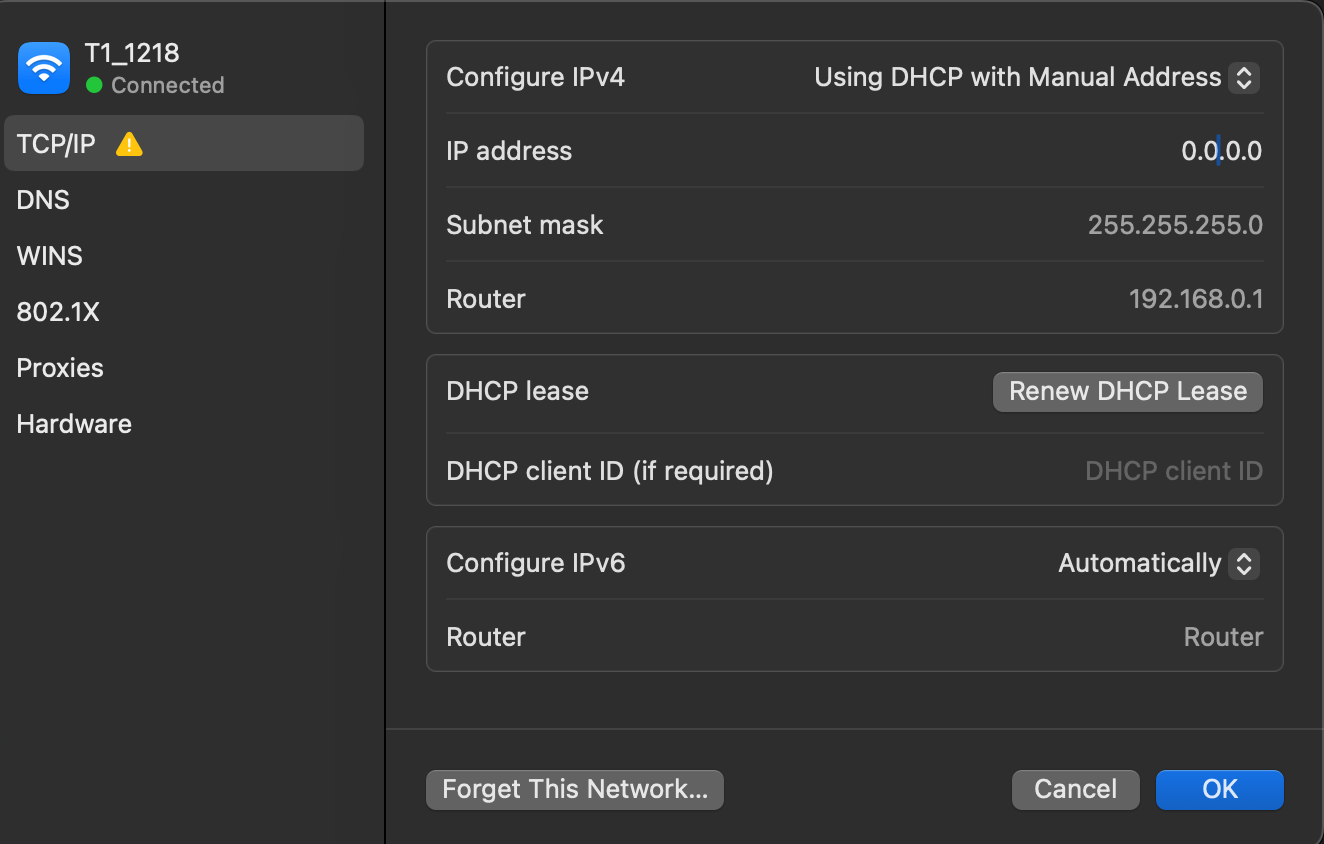 T1_1218
Connected
TCP/IP
DNS
WINS
802.1X
Proxies
Hardware
Configure IPv4 Using DHCP with Manual Address
IP address 0.0.0.0
Subnet mask 255.255.255.0
Router 192.168.0.1
DHCP lease Renew DHCP Lease
DHCP client ID (if required) DHCP client ID
Configure IPv6 Automatically
Router Router
Forget This Network... Cancel OK